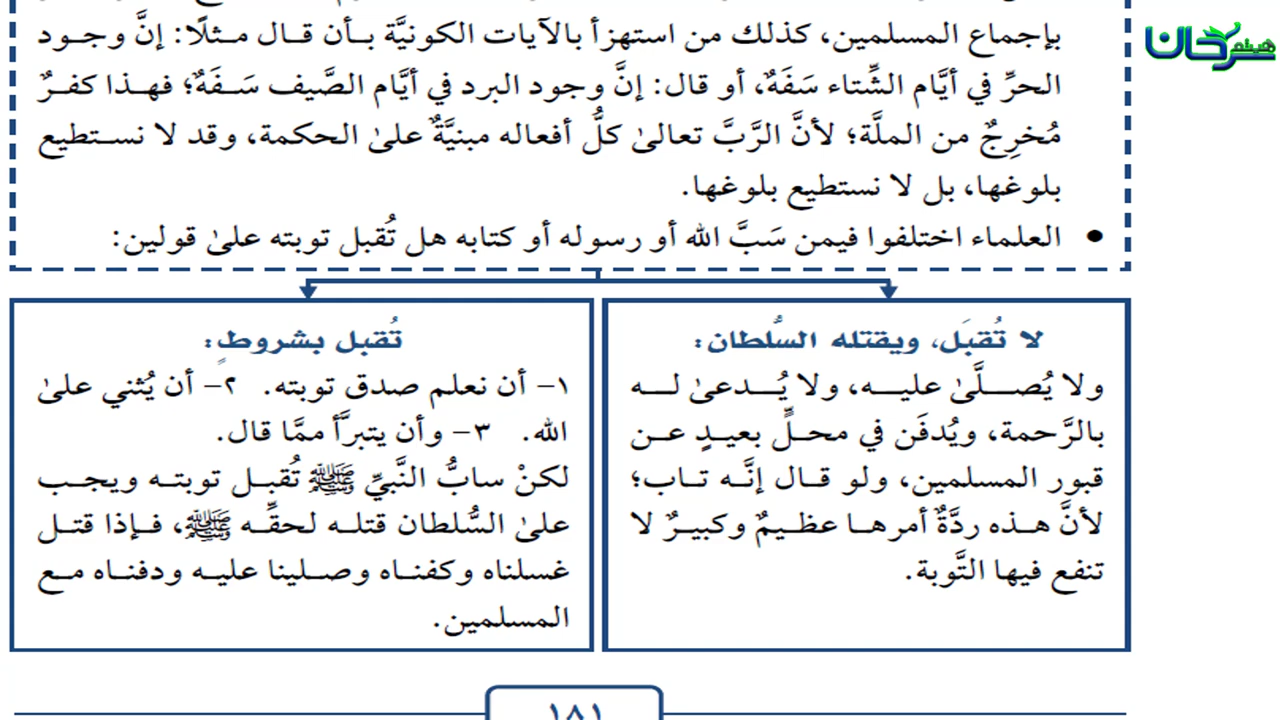 بإجماع المسلمين، كذلك من استهزأ بالآيات الكونيَّة بأن قال مثلًا: إنَّ وجود
الحرِّ في أيَّام الشِّتاء سَفَهٌ، أو قال: إنَّ وجود البرد في أيَّام الصَّيف سَفَهٌ؛ فهذا كفرٌ
مُخرِجٌ من الملَّة؛ لأنَّ الرَّبَّ تعالىٰ كلُّ أفعاله مبنيَّةٌ علىٰ الحكمة، وقد لا نستطيع
بلوغها، بل لا نستطيع بلوغها.
• العلماء اختلفوا فيمن سَبَّ الله أو رسوله أو كتابه هل تُقبل توبته علىٰ قولين:
لا تُقبَل، ويقتله السُّلطان:
ولا يُصلَّىٰ عليه، ولا يُدعىٰ له
بالرَّحمة، ويُدفَن في محلٍّ بعيدٍ عن
قبور المسلمين، ولو قال إنَّه تاب؛
لأنَّ هذه ردَّةٌ أمرها عظيمٌ وكبيرٌ لا
تنفع فيها التَّوبة.
تُقبل بشروطٍ:
١- أن نعلم صدق توبته. ٢- أن يُثني علىٰ
الله. ٣- وأن يتبرَّأ ممَّا قال.
لكنْ سابُّ النَّبيِّ ﷺ تُقبل توبته ويجب
علىٰ السُّلطان قتله لحقِّه ﷺ، فإذا قتل
غسلناه وكفناه وصلينا عليه ودفناه مع
المسلمين.
١٨١
هيثم
سرحان